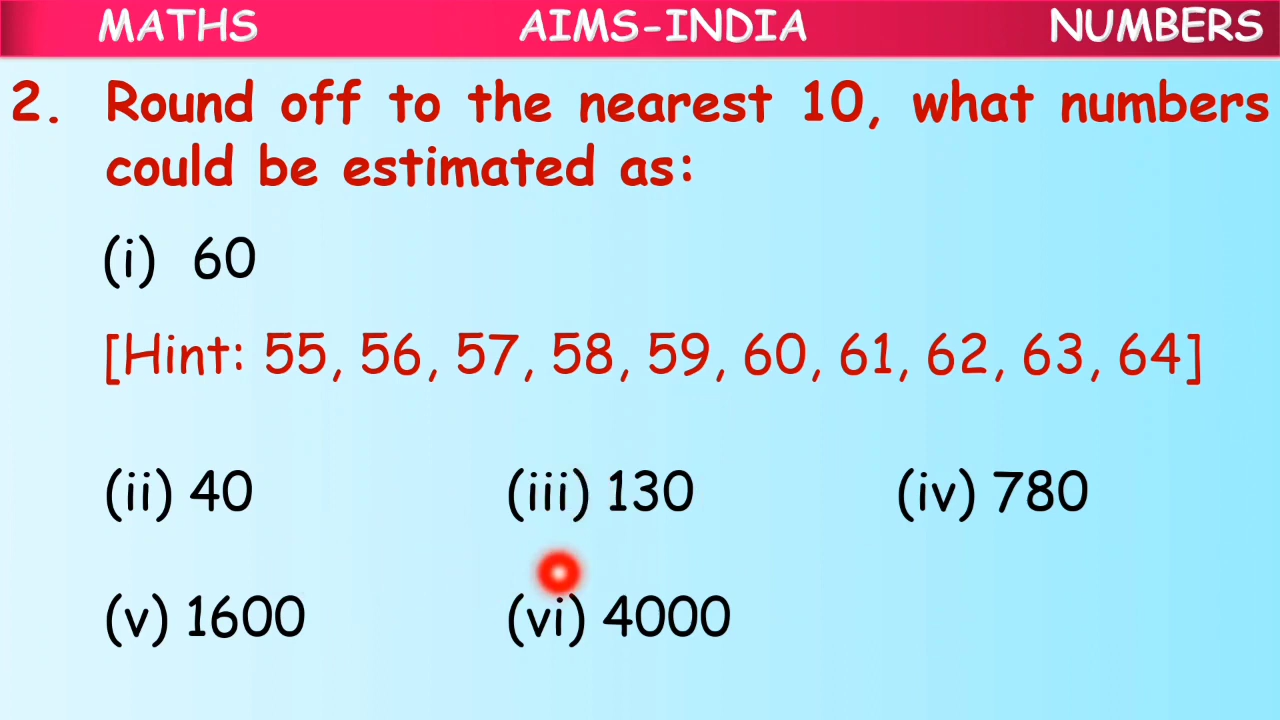 MATHS AIMS-INDIA NUMBERS
2. Round off to the nearest 10, what numbers
could be estimated as:
(i) 60
[Hint: 55, 56, 57, 58, 59, 60, 61, 62, 63, 64]
(ii) 40 (iii) 130 (iv) 780
(v) 1600 (vi) 4000